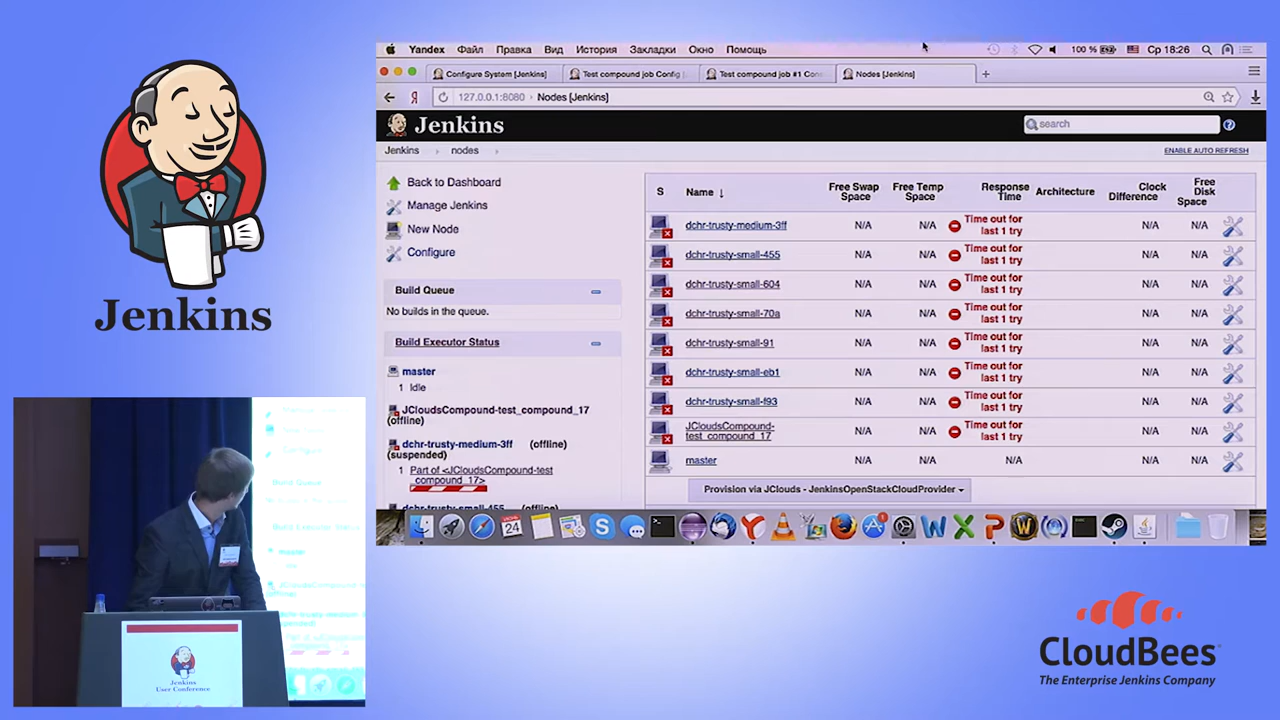 Jenkins
Yandex Файл Правка Вид История Закладки Окно Помощь 100 % Ср 18:26
Configure System [Jenkins] Test compound job Config Test compound job #1 Con Nodes [Jenkins]
127.0.0.1:8080 › Nodes [Jenkins]
Jenkins search
Jenkins nodes ENABLE AUTO REFRESH
Back to Dashboard
Manage Jenkins
New Node
Configure
Build Queue
No builds in the queue.
Build Executor Status
master
1 Idle
JCloudsCompound-test_compound_17
(offline)
dchr-trusty-medium-3ff (offline)
(suspended)
1 Part of <JCloudsCompound-test
compound_17>
dchr-trusty-small-455 (offline)
S Name ↓ Free Swap Space Free Temp Space Response Time Architecture Clock Difference Free Disk Space
dchr-trusty-medium-3ff N/A N/A Time out for last 1 try N/A N/A
dchr-trusty-small-455 N/A N/A Time out for last 1 try N/A N/A
dchr-trusty-small-604 N/A N/A Time out for last 1 try N/A N/A
dchr-trusty-small-70a N/A N/A Time out for last 1 try N/A N/A
dchr-trusty-small-91 N/A N/A Time out for last 1 try N/A N/A
dchr-trusty-small-eb1 N/A N/A Time out for last 1 try N/A N/A
dchr-trusty-small-f93 N/A N/A Time out for last 1 try N/A N/A
JCloudsCompound-test_compound_17 N/A N/A Time out for last 1 try N/A N/A
master N/A N/A N/A N/A N/A
Provision via JClouds - JenkinsOpenStackCloudProvider
24
master
Jenkins
User Conference
CloudBees
The Enterprise Jenkins Company